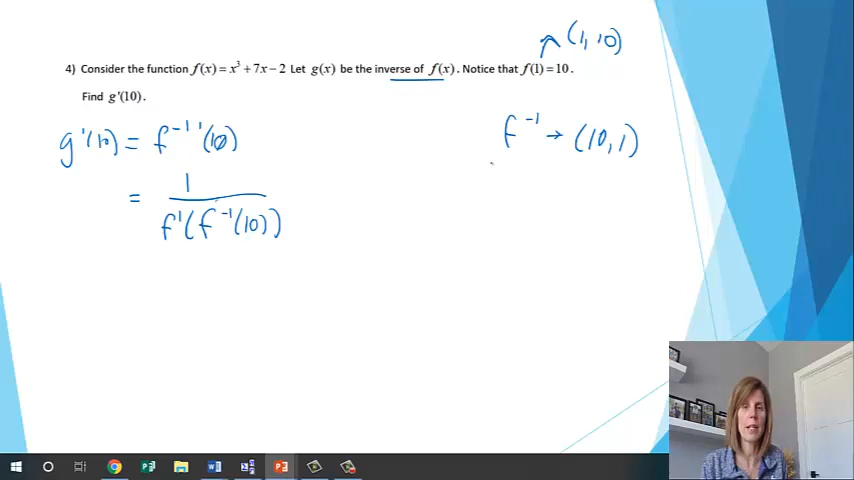 (1, 10)
4) Consider the function f(x) = x³ + 7x − 2 Let g(x) be the inverse of f(x). Notice that f(1) = 10.
Find g'(10).
g'(10) = f⁻¹'(10)
f⁻¹ → (10, 1)
= 1 / f'(f⁻¹(10))